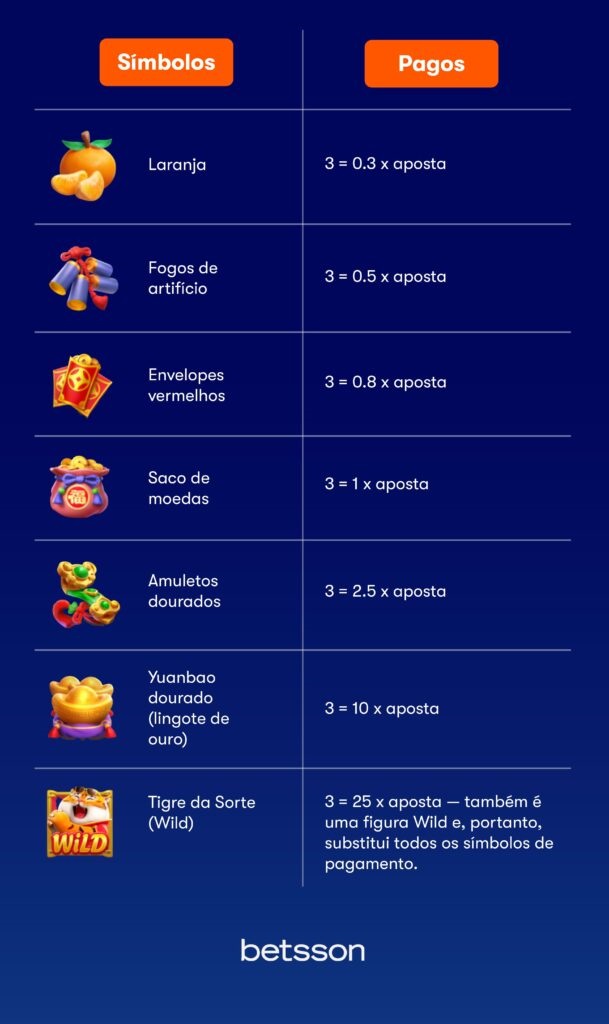 Símbolos
Pagos
Laranja
3 = 0.3 x aposta
Fogos de
artifício
3 = 0.5 x aposta
Envelopes
vermelhos
3 = 0.8 x aposta
Saco de
moedas
3 = 1 x aposta
Amuletos
dourados
3 = 2.5 x aposta
Yuanbao
dourado
(lingote de
ouro)
3 = 10 x aposta
WiLD
Tigre da Sorte
(Wild)
3 = 25 x aposta — também é
uma figura Wild e, portanto,
substitui todos os símbolos de
pagamento.
betsson